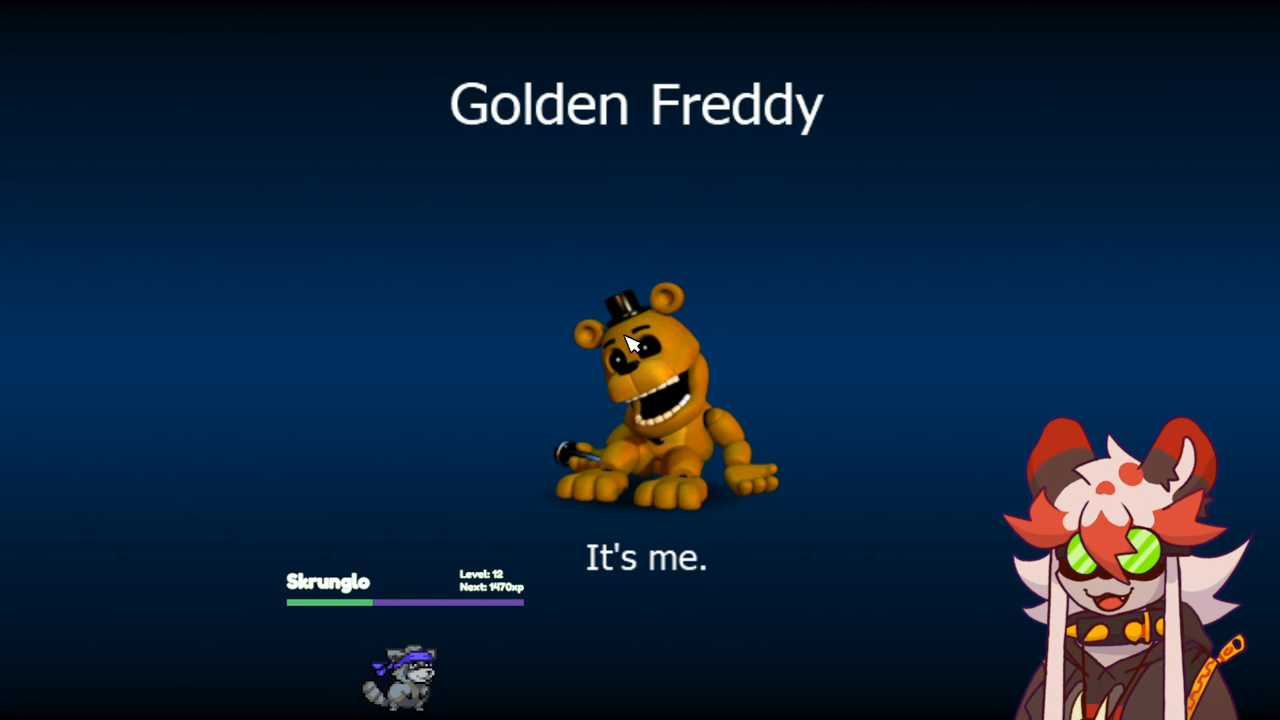 Golden Freddy
It's me.
Skrunglo
Level: 12
Next: 1470xp